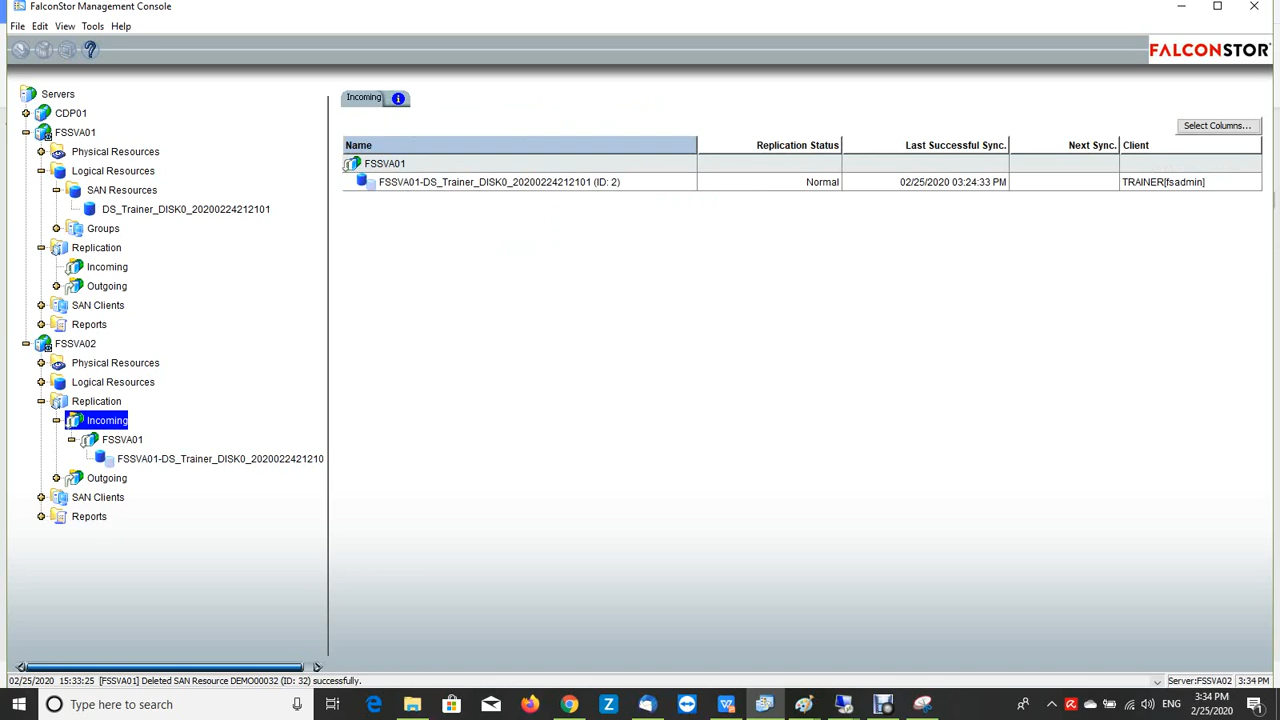 FalconStor Management Console
File Edit View Tools Help
FALCONSTOR
Servers
CDP01
FSSVA01
Physical Resources
Logical Resources
SAN Resources
DS_Trainer_DISK0_20200224212101
Groups
Replication
Incoming
Outgoing
SAN Clients
Reports
FSSVA02
Physical Resources
Logical Resources
Replication
Incoming
FSSVA01
FSSVA01-DS_Trainer_DISK0_2020022421210
Outgoing
SAN Clients
Reports
Incoming
Select Columns...
Name Replication Status Last Successful Sync. Next Sync. Client
FSSVA01
FSSVA01-DS_Trainer_DISK0_20200224212101 (ID: 2) Normal 02/25/2020 03:24:33 PM TRAINER[fsadmin]
02/25/2020 15:33:25 [FSSVA01] Deleted SAN Resource DEMO00032 (ID: 32) successfully. Server:FSSVA02 3:34 PM
Type here to search
ENG
3:34 PM
2/25/2020